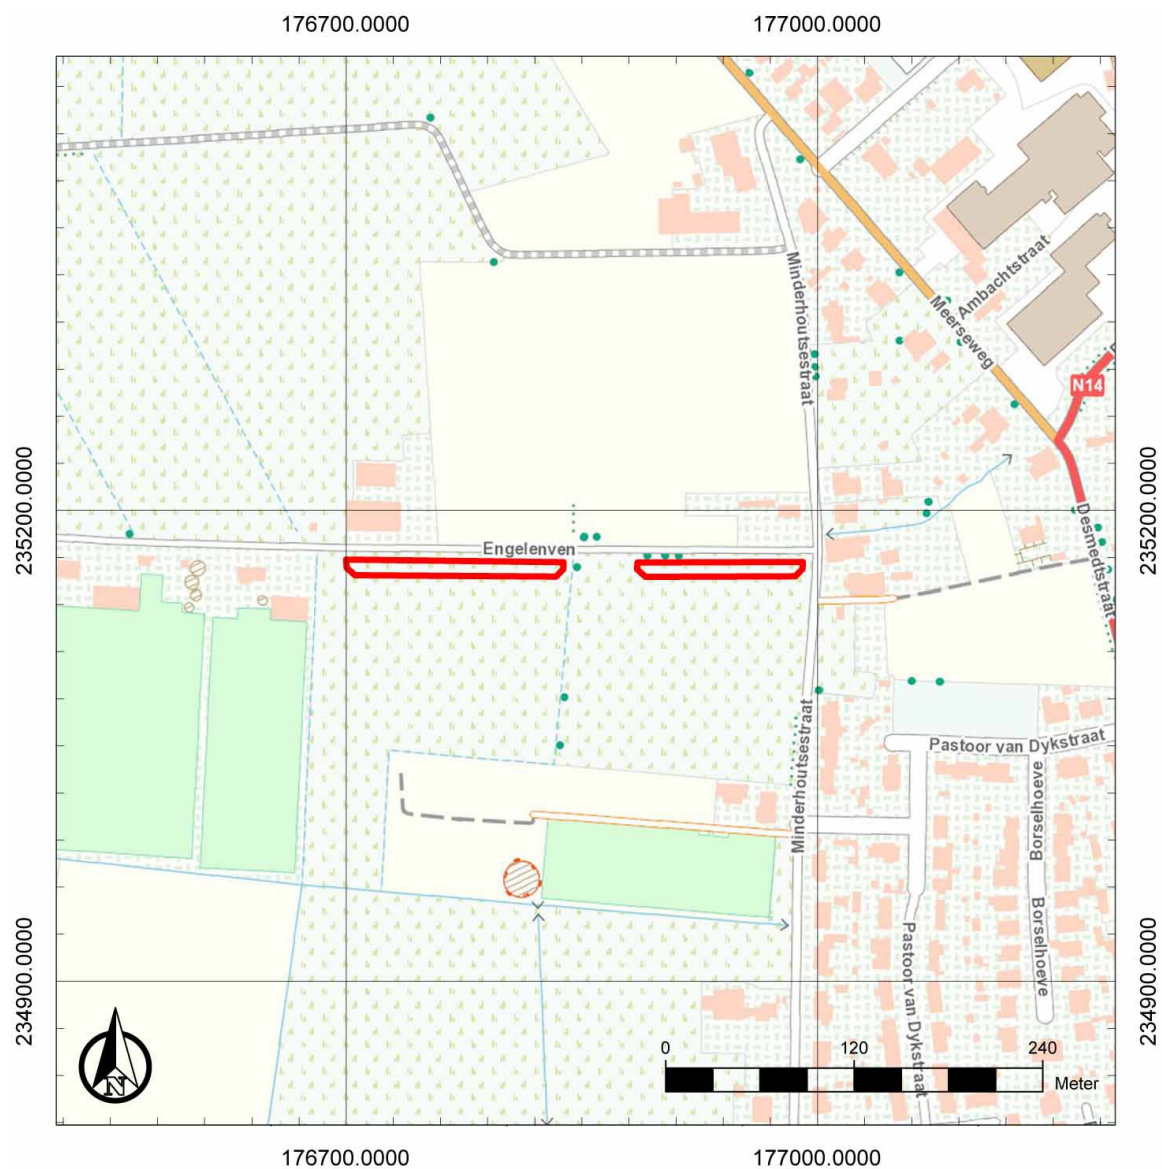 176700.0000
177000.0000
Minderhoutsestraat
Ambachtstraat
Meerseweg
N14
235200.0000
235200.0000
Engelenven
Desmedtstraat
Minderhoutsestraat
Pastoor van Dykstraat
Borselhoeve
Borselhoeve
Pastoor van Dykstraat
234900.0000
234900.0000
N
0
120
240
Meter
176700.0000
177000.0000